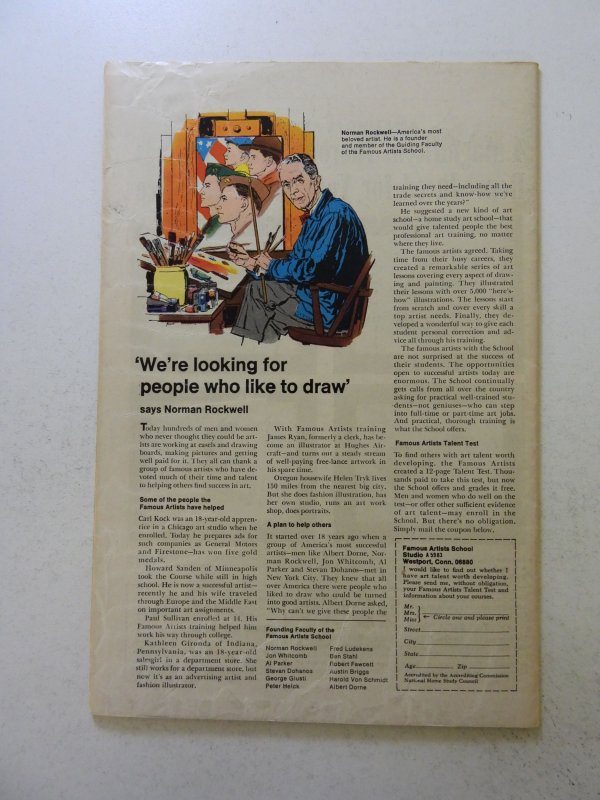 Norman Rockwell—America's most
beloved artist. He is a founder
and member of the Guiding Faculty
of the Famous Artists School.
'We're looking for
people who like to draw'
says Norman Rockwell
Today hundreds of men and women
who never thought they could be art-
ists are working at easels and drawing
boards, making pictures and getting
well paid for it. They all can thank a
group of famous artists who have de-
voted much of their time and talent
to helping others find success in art.
Some of the people the
Famous Artists have helped
Carl Kock was an 18-year-old appren-
tice in a Chicago art studio when he
enrolled. Today he prepares ads for
such companies as General Motors
and Firestone—has won five gold
medals.
Howard Sanden of Minneapolis
took the Course while still in high
school. He is now a successful artist—
recently he and his wife traveled
through Europe and the Middle East
on important art assignments.
Paul Sullivan enrolled at 14. His
Famous Artists training helped him
work his way through college.
Kathleen Gironda of Indiana,
Pennsylvania, was an 18-year-old
salesgirl in a department store. She
still works for a department store, but
now it's as an advertising artist and
fashion illustrator.
With Famous Artists training
James Ryan, formerly a clerk, has be-
come an illustrator at Hughes Air-
craft—and turns out a steady stream
of well-paying free-lance artwork in
his spare time.
Oregon housewife Helen Tryk lives
150 miles from the nearest big city.
But she does fashion illustration, has
her own studio, runs an art work
shop, does portraits.
A plan to help others
It started over 18 years ago when a
group of America's most successful
artists—men like Albert Dorne, Nor-
man Rockwell, Jon Whitcomb, Al
Parker and Stevan Dohanos—met in
New York City. They knew that all
over America there were people who
liked to draw who could be turned
into good artists. Albert Dorne asked,
"Why can't we give these people the
Founding Faculty of the
Famous Artists School
Norman Rockwell
Jon Whitcomb
Al Parker
Stevan Dohanos
George Giusti
Peter Helck
Fred Ludekens
Ben Stahl
Robert Fawcett
Austin Briggs
Harold Von Schmidt
Albert Dorne
training they need—including all the
trade secrets and know-how we've
learned over the years?"
He suggested a new kind of art
school—a home study art school—that
would give talented people the best
professional art training, no matter
where they live.
The famous artists agreed. Taking
time from their busy careers, they
created a remarkable series of art
lessons covering every aspect of draw-
ing and painting. They illustrated
their lessons with over 5,000 "here's-
how" illustrations. The lessons start
from scratch and cover every skill a
top artist needs. Finally, they de-
veloped a wonderful way to give each
student personal correction and ad-
vice all through his training.
The famous artists with the School
are not surprised at the success of
their students. The opportunities
open to successful artists today are
enormous. The School continually
gets calls from all over the country
asking for practical well-trained stu-
dents—not geniuses—who can step
into full-time or part-time art jobs.
And practical, thorough training is
what the School offers.
Famous Artists Talent Test
To find others with art talent worth
developing, the Famous Artists
created a 12-page Talent Test. Thou-
sands paid to take this test, but now
the School offers and grades it free.
Men and women who do well on the
test—or offer other sufficient evidence
of art talent—may enroll in the
School. But there's no obligation.
Simply mail the coupon below.
Famous Artists School
Studio A 5983
Westport, Conn. 06880
I would like to find out whether I
have art talent worth developing.
Please send me, without obligation,
your Famous Artists Talent Test and
information about your courses.
Mr.
Mrs.
Miss ← Circle one and please print
Street
City
State
Age Zip
Accredited by the Accrediting Commission
National Home Study Council